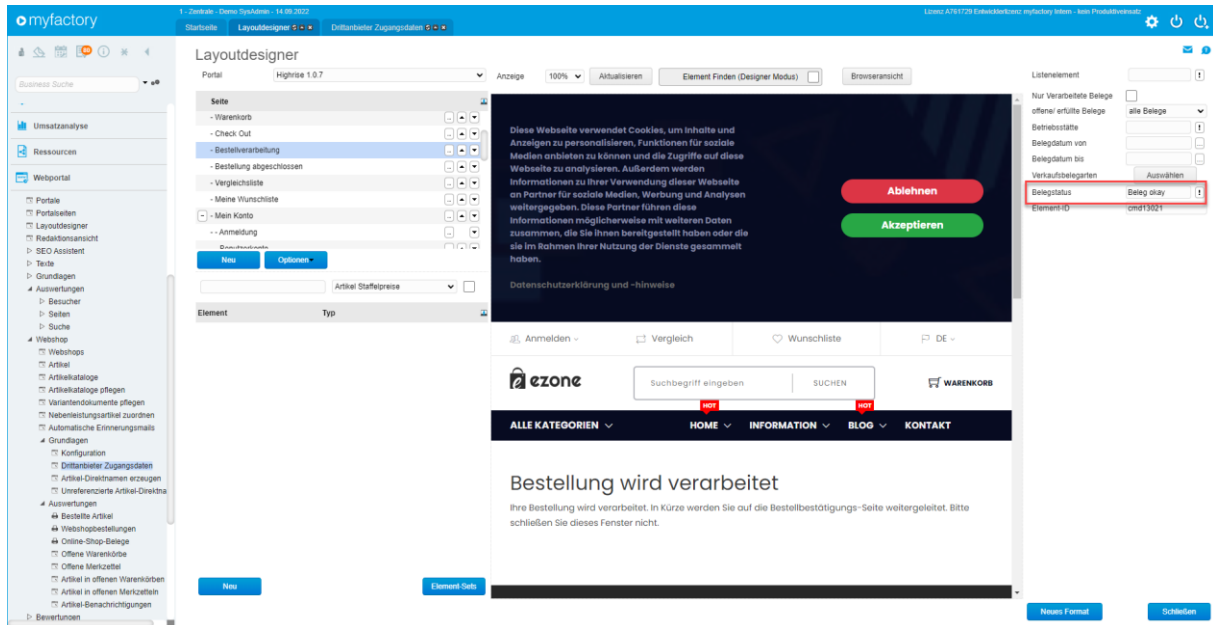 myfactory
1 - Zentrale - Demo SysAdmin - 14.09.2022
Lizenz A761729 Entwicklerlizenz myfactory Intern - kein Produktiveinsatz
Startseite
Layoutdesigner
Drittanbieter Zugangsdaten
Business Suche
Umsatzanalyse
Ressourcen
Webportal
Portale
Portalseiten
Layoutdesigner
Redaktionsansicht
SEO Assistent
Texte
Grundlagen
Auswertungen
Besucher
Seiten
Suche
Webshop
Webshops
Artikel
Artikelkataloge
Artikelkataloge pflegen
Variantendokumente pflegen
Nebenleistungsartikel zuordnen
Automatische Erinnerungsmails
Grundlagen
Konfiguration
Drittanbieter Zugangsdaten
Artikel-Direktnamen erzeugen
Unreferenzierte Artikel-Direktna
Auswertungen
Bestellte Artikel
Webshopbestellungen
Online-Shop-Belege
Offene Warenkörbe
Offene Merkzettel
Artikel in offenen Warenkörben
Artikel in offenen Merkzetteln
Artikel-Benachrichtigungen
Bewertungen
Layoutdesigner
Portal Highrise 1.0.7
Seite
- Warenkorb
- Check Out
- Bestellverarbeitung
- Bestellung abgeschlossen
- Vergleichsliste
- Meine Wunschliste
- Mein Konto
- - Anmeldung
Benutzerkonto
Neu Optionen
Artikel Staffelpreise
Element Typ
Neu Element-Sets
Anzeige 100% Aktualisieren Element Finden (Designer Modus) Browseransicht
Diese Webseite verwendet Cookies, um Inhalte und
Anzeigen zu personalisieren, Funktionen für soziale
Medien anbieten zu können und die Zugriffe auf diese
Webseite zu analysieren. Außerdem werden
Informationen zu Ihrer Verwendung dieser Webseite
an Partner für soziale Medien, Werbung und Analysen
weitergegeben. Diese Partner führen diese
Informationen möglicherweise mit weiteren Daten
zusammen, die Sie ihnen bereitgestellt haben oder die
sie im Rahmen Ihrer Nutzung der Dienste gesammelt
haben.
Datenschutzerklärung und -hinweise
Ablehnen
Akzeptieren
Anmelden Vergleich Wunschliste DE
ezone Suchbegriff eingeben SUCHEN WARENKORB
HOT HOT
ALLE KATEGORIEN HOME INFORMATION BLOG KONTAKT
Bestellung wird verarbeitet
Ihre Bestellung wird verarbeitet. In Kürze werden Sie auf die Bestellbestätigungs-Seite weitergeleitet. Bitte
schließen Sie dieses Fenster nicht.
Listenelement
Nur Verarbeitete Belege
offene/ erfüllte Belege alle Belege
Betriebsstätte
Belegdatum von
Belegdatum bis
Verkaufsbelegarten Auswählen
Belegstatus Beleg okay
Element-ID cmd13021
Neues Format Schließen